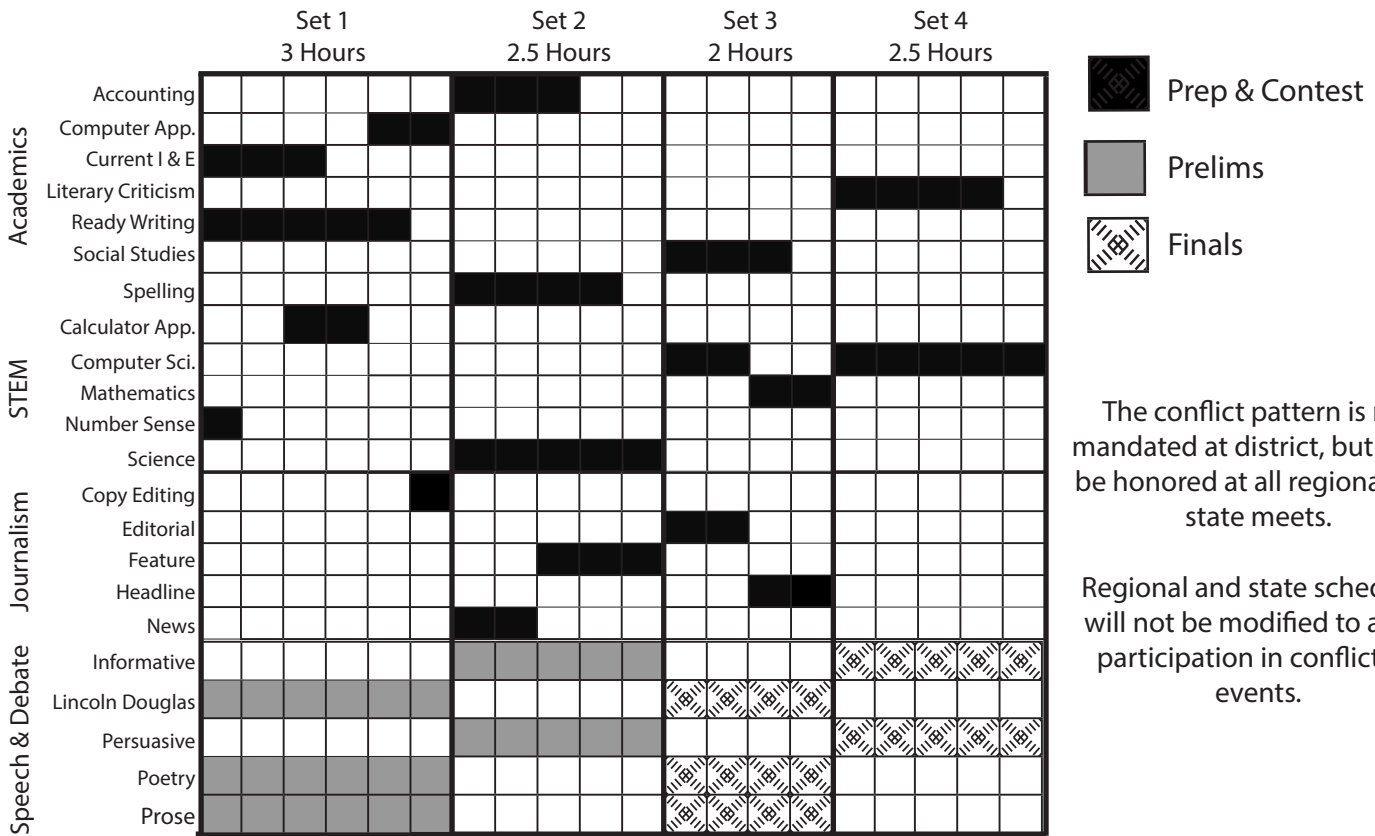 Set 1
3 Hours
Set 2
2.5 Hours
Set 3
2 Hours
Set 4
2.5 Hours
Academics
Accounting
Computer App.
Current I & E
Literary Criticism
Ready Writing
Social Studies
Spelling
STEM
Calculator App.
Computer Sci.
Mathematics
Number Sense
Science
Journalism
Copy Editing
Editorial
Feature
Headline
News
Speech & Debate
Informative
Lincoln Douglas
Persuasive
Poetry
Prose
Prep & Contest
Prelims
Finals
The conflict pattern is
mandated at district, but
be honored at all
state meets.
Regional and state
will not be modified to
participation in
events.